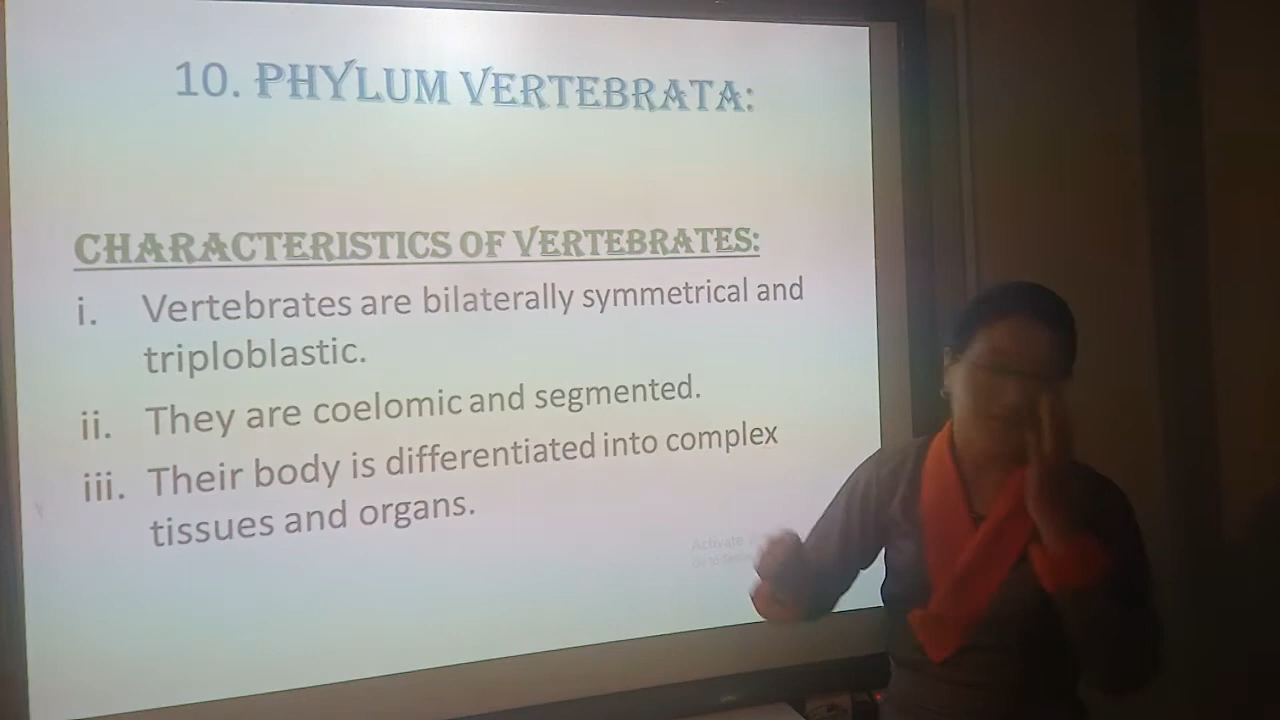 10. PHYLUM VERTEBRATA:
CHARACTERISTICS OF VERTEBRATES:
i. Vertebrates are bilaterally symmetrical and
triploblastic.
ii. They are coelomic and segmented.
iii. Their body is differentiated into complex
tissues and organs.
Activate